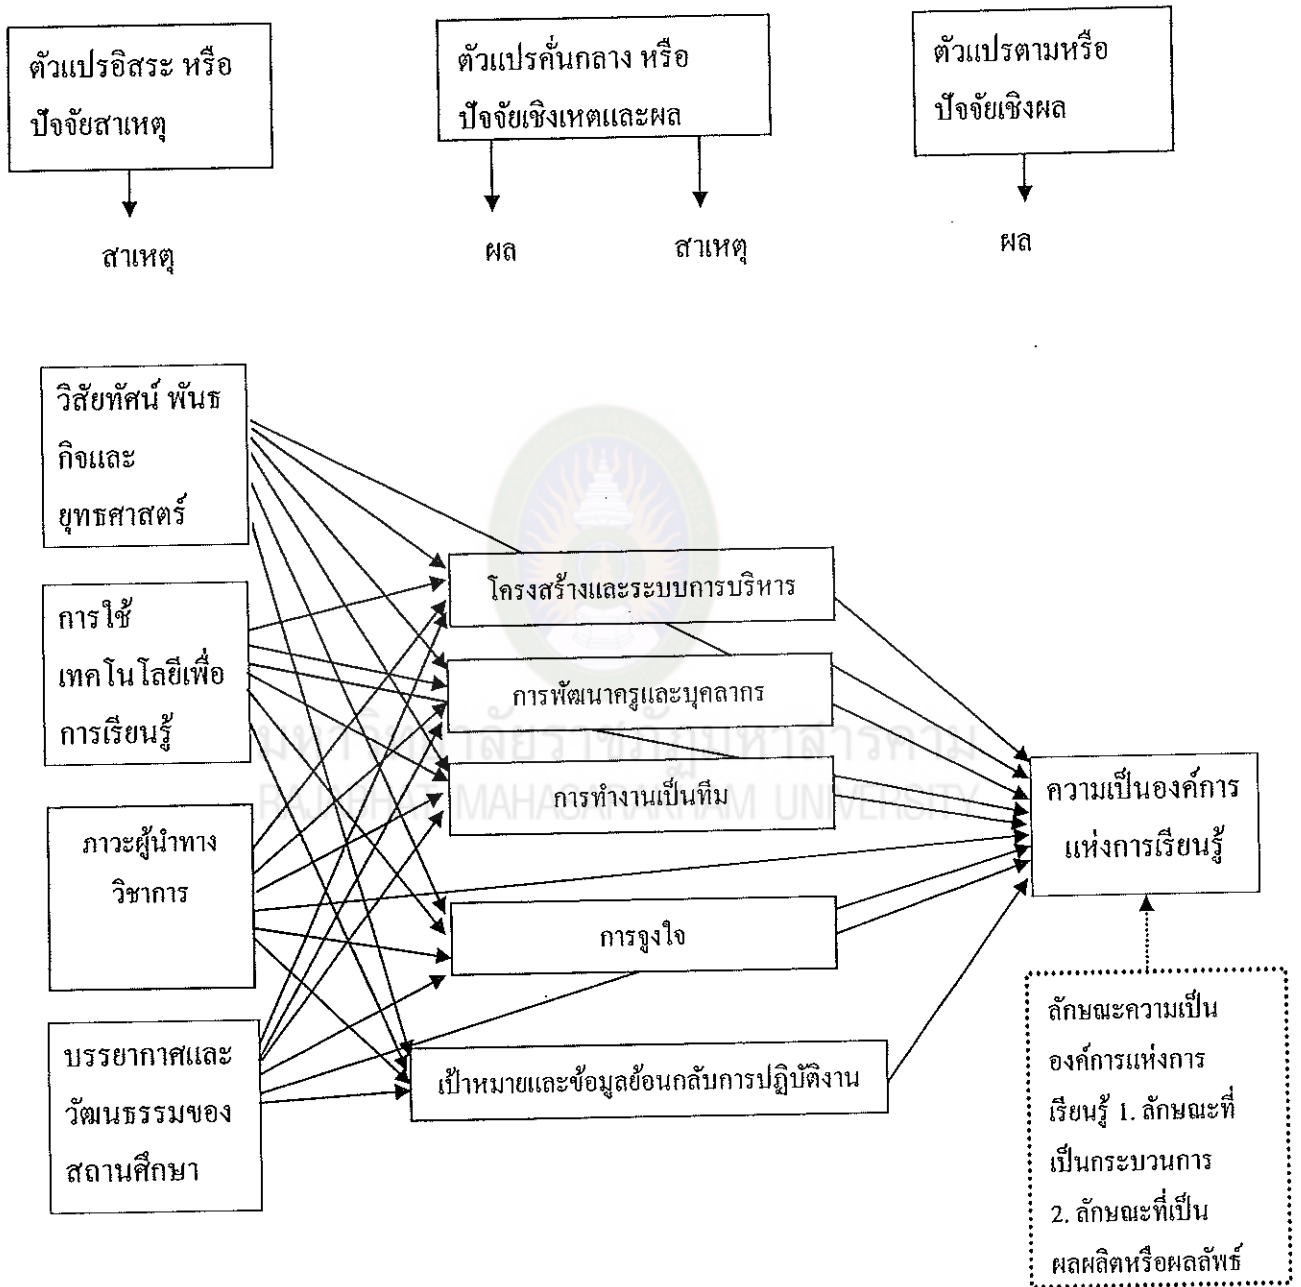 ตัวแปรอิสระ หรือ
ปัจจัยสาเหตุ
ตัวแปรคั่นกลาง หรือ
ปัจจัยเชิงเหตุและผล
ตัวแปรตามหรือ
ปัจจัยเชิงผล
สาเหตุ
ผล
สาเหตุ
ผล
วิสัยทัศน์ พันธ
กิจและ
ยุทธศาสตร์
การใช้
เทคโนโลยีเพื่อ
การเรียนรู้
ภาวะผู้นำทาง
วิชาการ
บรรยากาศและ
วัฒนธรรมของ
สถานศึกษา
โครงสร้างและระบบการบริหาร
การพัฒนาครูและบุคลากร
มหาวิทยาลัยราชภัฏมหาสารคาม
RAJABHAT MAHASARAKHAM UNIVERSITY
การทำงานเป็นทีม
การจูงใจ
เป้าหมายและข้อมูลย้อนกลับการปฏิบัติงาน
ความเป็นองค์การ
แห่งการเรียนรู้
ลักษณะความเป็น
องค์การแห่งการ
เรียนรู้ 1. ลักษณะที่
เป็นกระบวนการ
2. ลักษณะที่เป็น
ผลผลิตหรือผลลัพธ์